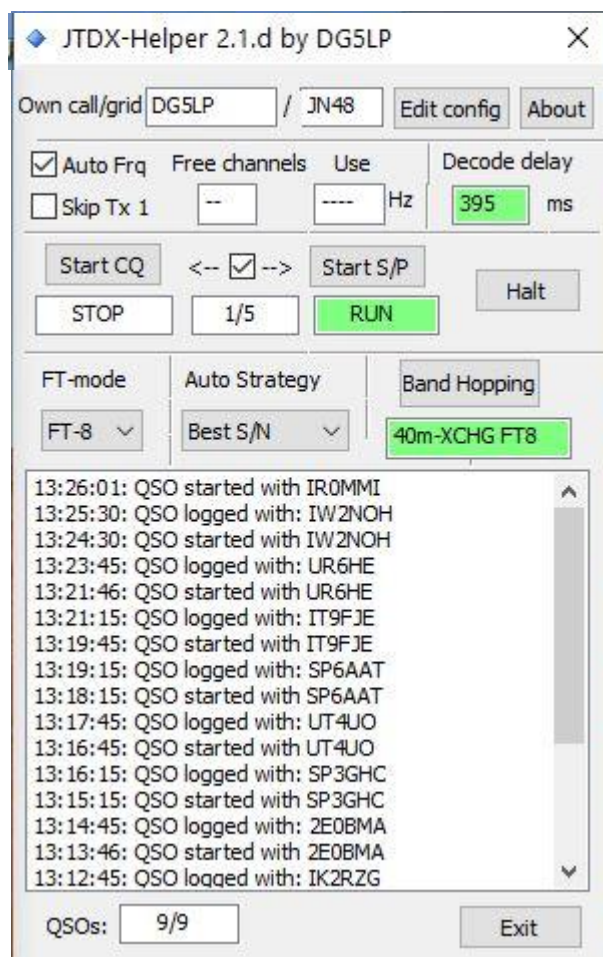 JTDX-Helper 2.1.d by DG5LP
Own call/grid DG5LP / JN48 Edit config About
Auto Frq Free channels Use Decode delay
Skip Tx 1 -- ---- Hz 395 ms
Start CQ <-- --> Start S/P Halt
STOP 1/5 RUN
FT-mode Auto Strategy Band Hopping
FT-8 Best S/N 40m-XCHG FT8
13:26:01: QSO started with IR0MMI
13:25:30: QSO logged with: IW2NOH
13:24:30: QSO started with IW2NOH
13:23:45: QSO logged with: UR6HE
13:21:46: QSO started with UR6HE
13:21:15: QSO logged with: IT9FJE
13:19:45: QSO started with IT9FJE
13:19:15: QSO logged with: SP6AAT
13:18:15: QSO started with SP6AAT
13:17:45: QSO logged with: UT4UO
13:16:45: QSO started with UT4UO
13:16:15: QSO logged with: SP3GHC
13:15:15: QSO started with SP3GHC
13:14:45: QSO logged with: 2E0BMA
13:13:46: QSO started with 2E0BMA
13:12:45: QSO logged with: IK2RZG
QSOs: 9/9 Exit